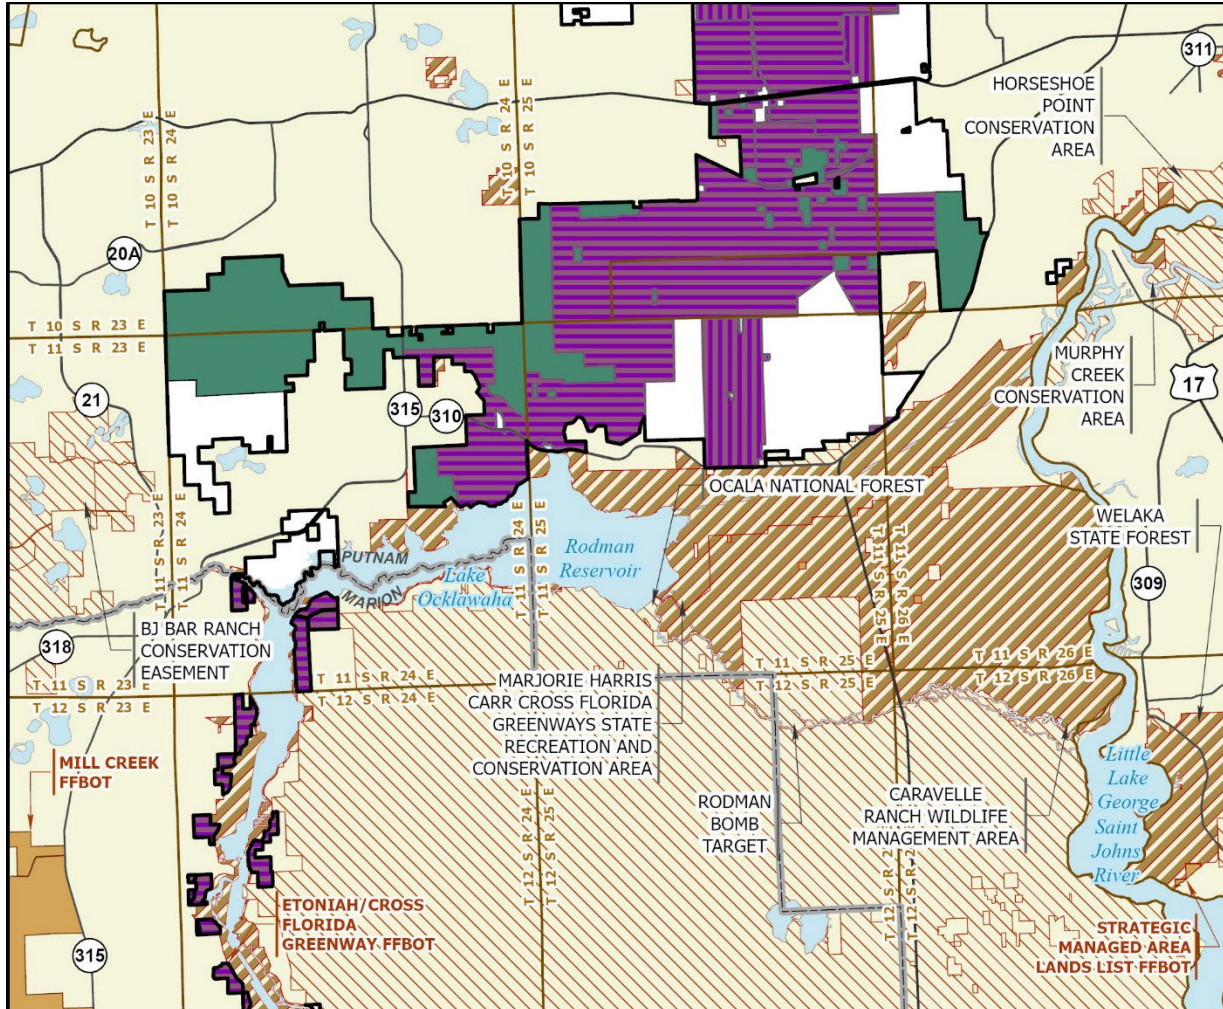 311
HORSESHOE
POINT
CONSERVATION
AREA
T 10 S R 23 E
T 10 S R 24 E
T 10 S R 24 E
T 10 S R 25 E
20A
T 10 S R 23 E
T 11 S R 23 E
MURPHY
CREEK
CONSERVATION
AREA
17
21
315
310
OCALA NATIONAL FOREST
WELAKA
STATE FOREST
T 11 S R 23 E
T 11 S R 24 E
T 11 S R 24 E
T 11 S R 25 E
T 11 S R 25 E
T 11 S R 26 E
PUTNAM
MARION
Rodman
Reservoir
Lake
Ocklawaha
309
318
BJ BAR RANCH
CONSERVATION
EASEMENT
T 11 S R 23 E
T 12 S R 23 E
T 11 S R 24 E
T 12 S R 24 E
T 11 S R 25 E
T 12 S R 25 E
T 11 S R 26 E
T 12 S R 26 E
MARJORIE HARRIS
CARR CROSS FLORIDA
GREENWAYS STATE
RECREATION AND
CONSERVATION AREA
MILL CREEK
FFBOT
RODMAN
BOMB
TARGET
CARAVELLE
RANCH WILDLIFE
MANAGEMENT AREA
Little
Lake
George
Saint
Johns
River
T 12 S R 24 E
T 12 S R 25 E
T 12 S R 2
T 12 S R 2
ETONIAH/CROSS
FLORIDA
GREENWAY FFBOT
315
STRATEGIC
MANAGED AREA
LANDS LIST FFBOT